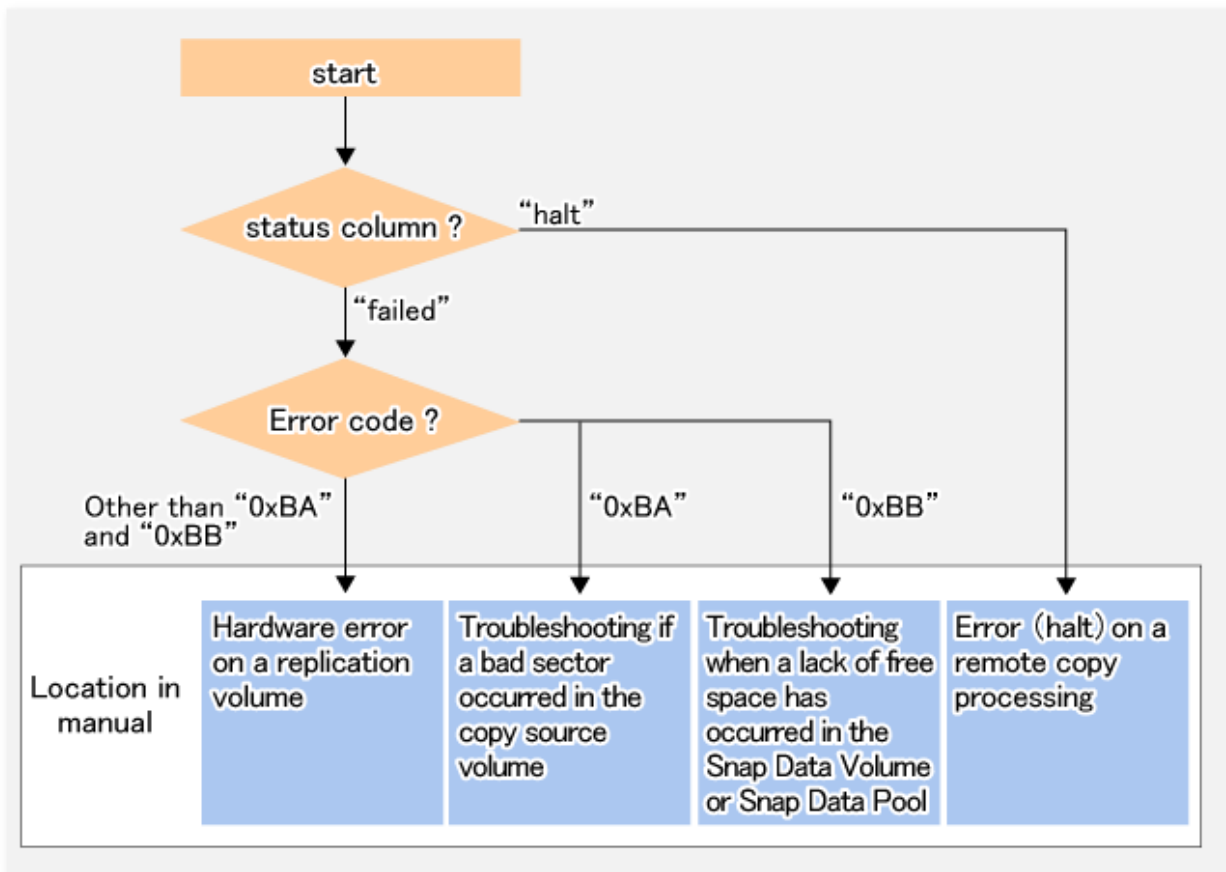 start
status column ?
“halt”
“failed”
Error code ?
Other than “0xBA”
and “0xBB”
“0xBA”
“0xBB”
Location in
manual
Hardware error
on a replication
volume
Troubleshooting if
a bad sector
occurred in the
copy source
volume
Troubleshooting
when a lack of free
space has
occurred in the
Snap Data Volume
or Snap Data Pool
Error (halt) on a
remote copy
processing